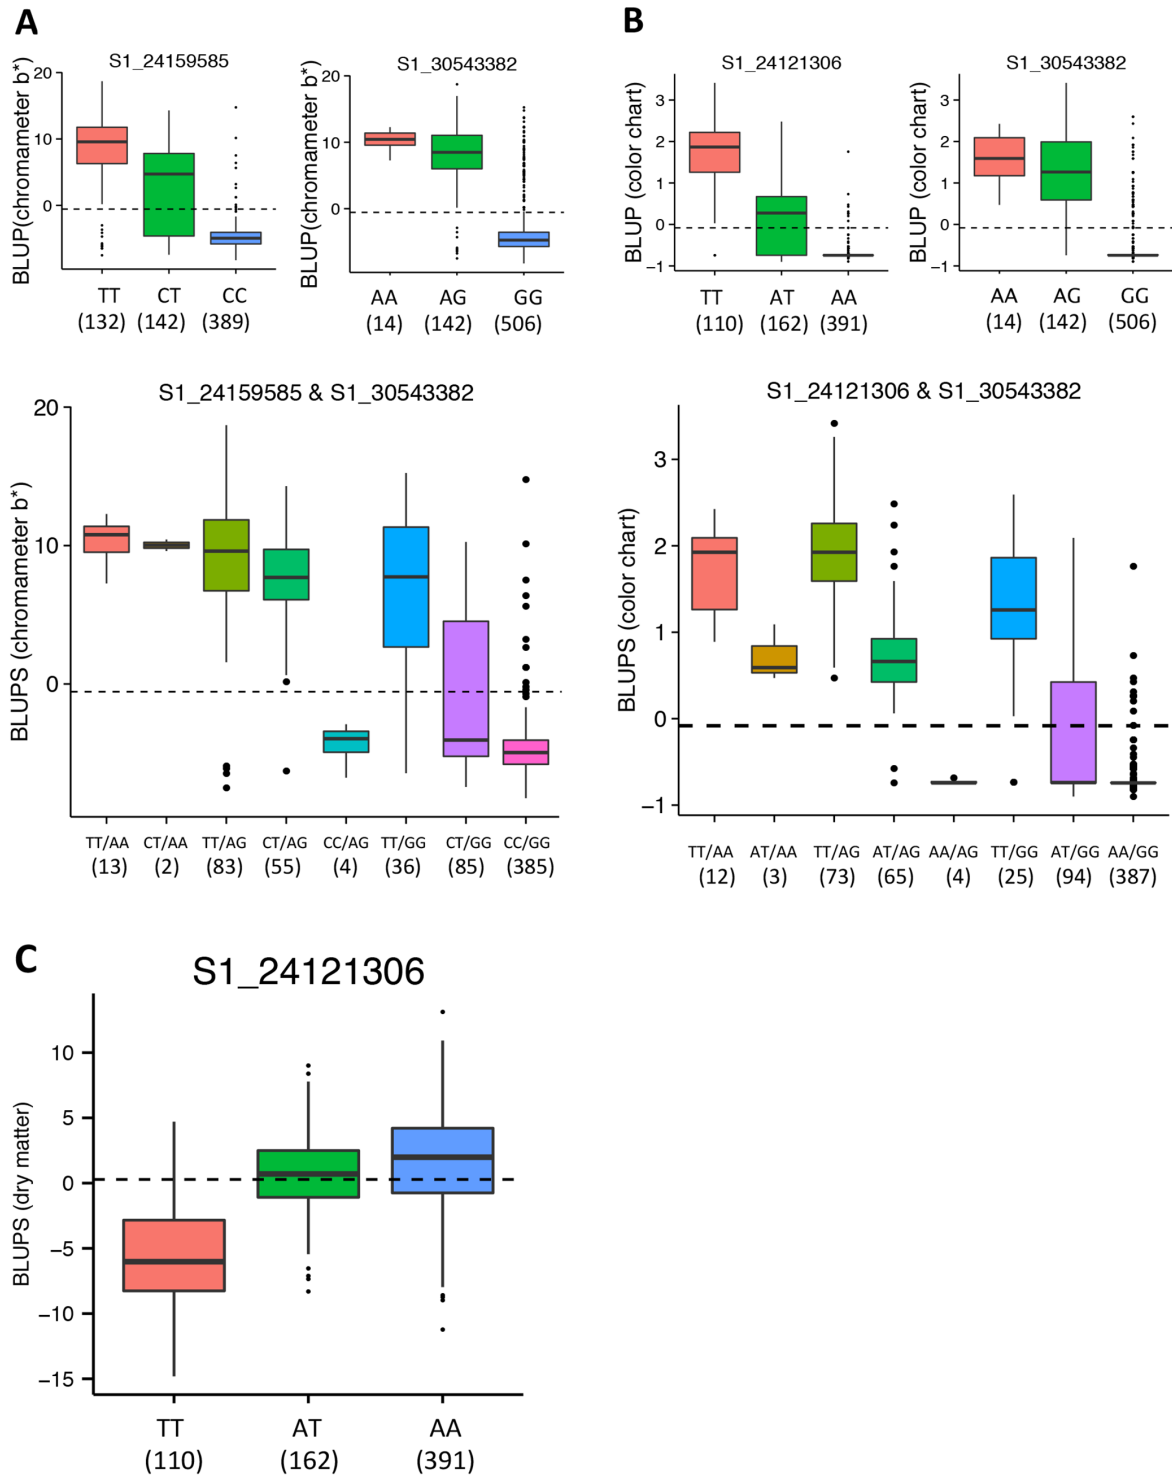 A
S1_24159585
BLUP(chromameter b*)
20
10
0
TT CT CC
(132) (142) (389)
S1_30543382
BLUP(chromameter b*)
20
10
0
AA AG GG
(14) (142) (506)
S1_24159585 & S1_30543382
BLUPS (chromameter b*)
20
10
0
TT/AA CT/AA TT/AG CT/AG CC/AG TT/GG CT/GG CC/GG
(13) (2) (83) (55) (4) (36) (85) (385)
B
S1_24121306
BLUP (color chart)
3
2
1
0
−1
TT AT AA
(110) (162) (391)
S1_30543382
BLUP (color chart)
3
2
1
0
−1
AA AG GG
(14) (142) (506)
S1_24121306 & S1_30543382
BLUPS (color chart)
3
2
1
0
−1
TT/AA AT/AA TT/AG AT/AG AA/AG TT/GG AT/GG AA/GG
(12) (3) (73) (65) (4) (25) (94) (387)
C
S1_24121306
BLUPS (dry matter)
10
5
0
−5
−10
−15
TT AT AA
(110) (162) (391)